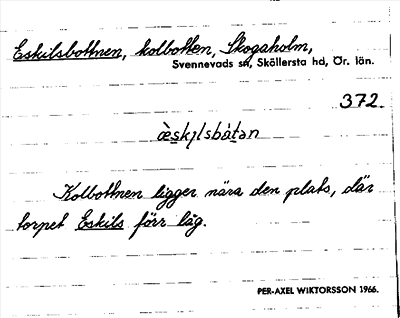 Eskilsbottnen, kolbotten, Skogaholm,
Svennevads sn, Sköllersta hd, Ör. län.
372.
æ̀skɪlsbåtən
Kolbottnen ligger nära den plats, där
torpet Eskils förr låg.
PER-AXEL WIKTORSSON 1966.